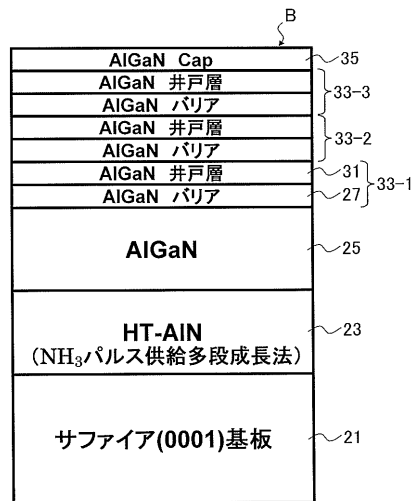 B
AlGaN Cap 35
AlGaN 井戸層
AlGaN バリア 33-3
AlGaN 井戸層
AlGaN バリア 33-2
AlGaN 井戸層 31
AlGaN バリア 27 33-1
AlGaN 25
HT-AlN 23
(NH₃パルス供給多段成長法)
サファイア(0001)基板 21